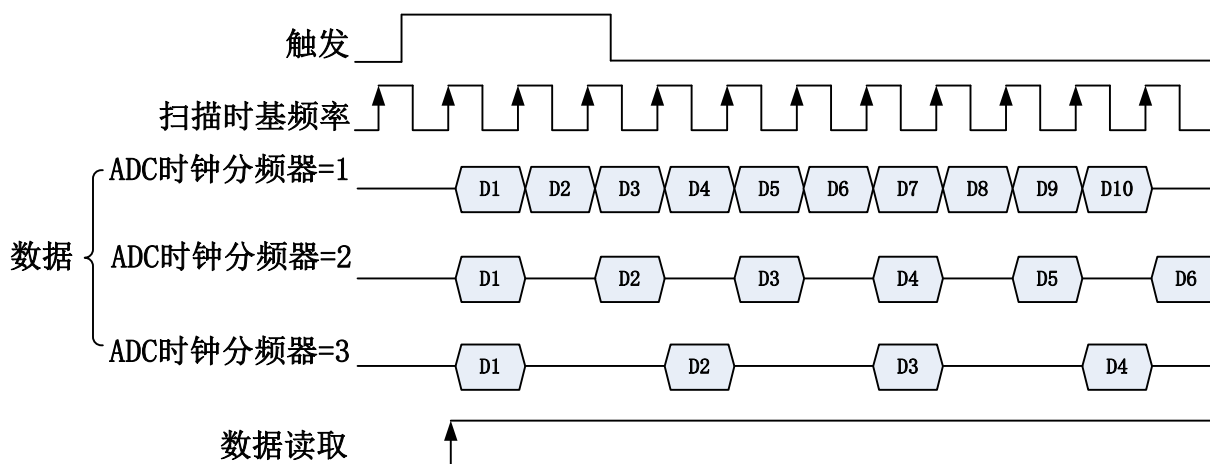 触发
扫描时基频率
ADC时钟分频器=1
D1 D2 D3 D4 D5 D6 D7 D8 D9 D10
数据
ADC时钟分频器=2
D1 D2 D3 D4 D5 D6
ADC时钟分频器=3
D1 D2 D3 D4
数据读取